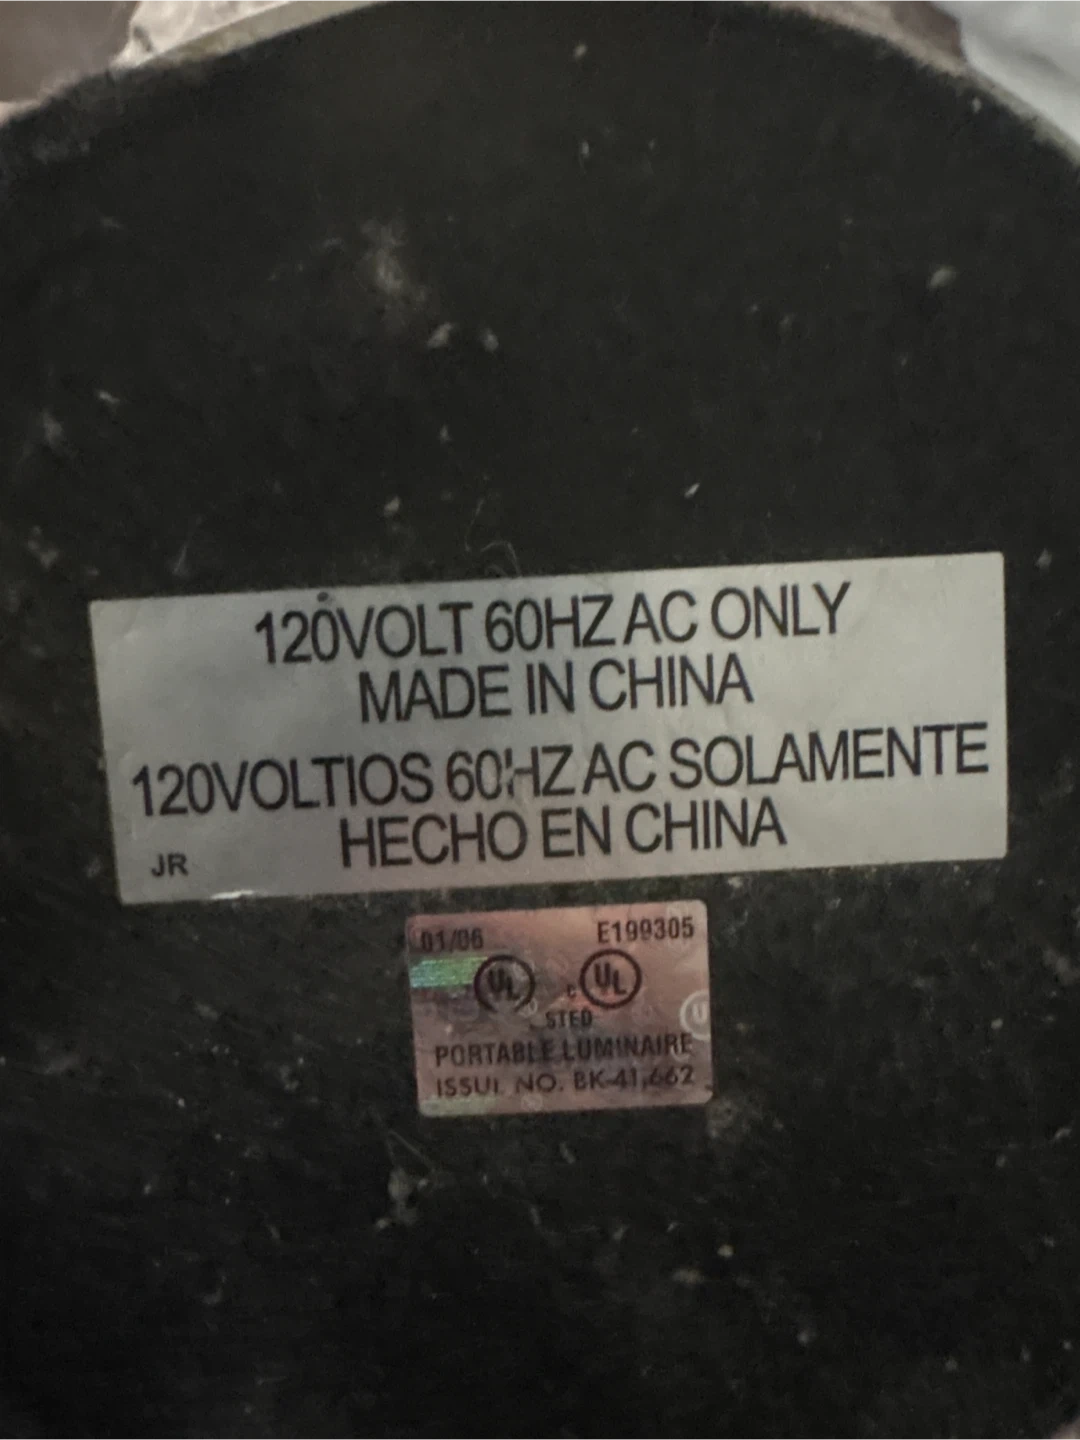 120VOLT 60HZ AC ONLY
MADE IN CHINA
120VOLTIOS 60HZ AC SOLAMENTE
HECHO EN CHINA
JR
01/06 E199305
UL c UL
STED
PORTABLE LUMINAIRE
ISSUE NO. BK-41,662